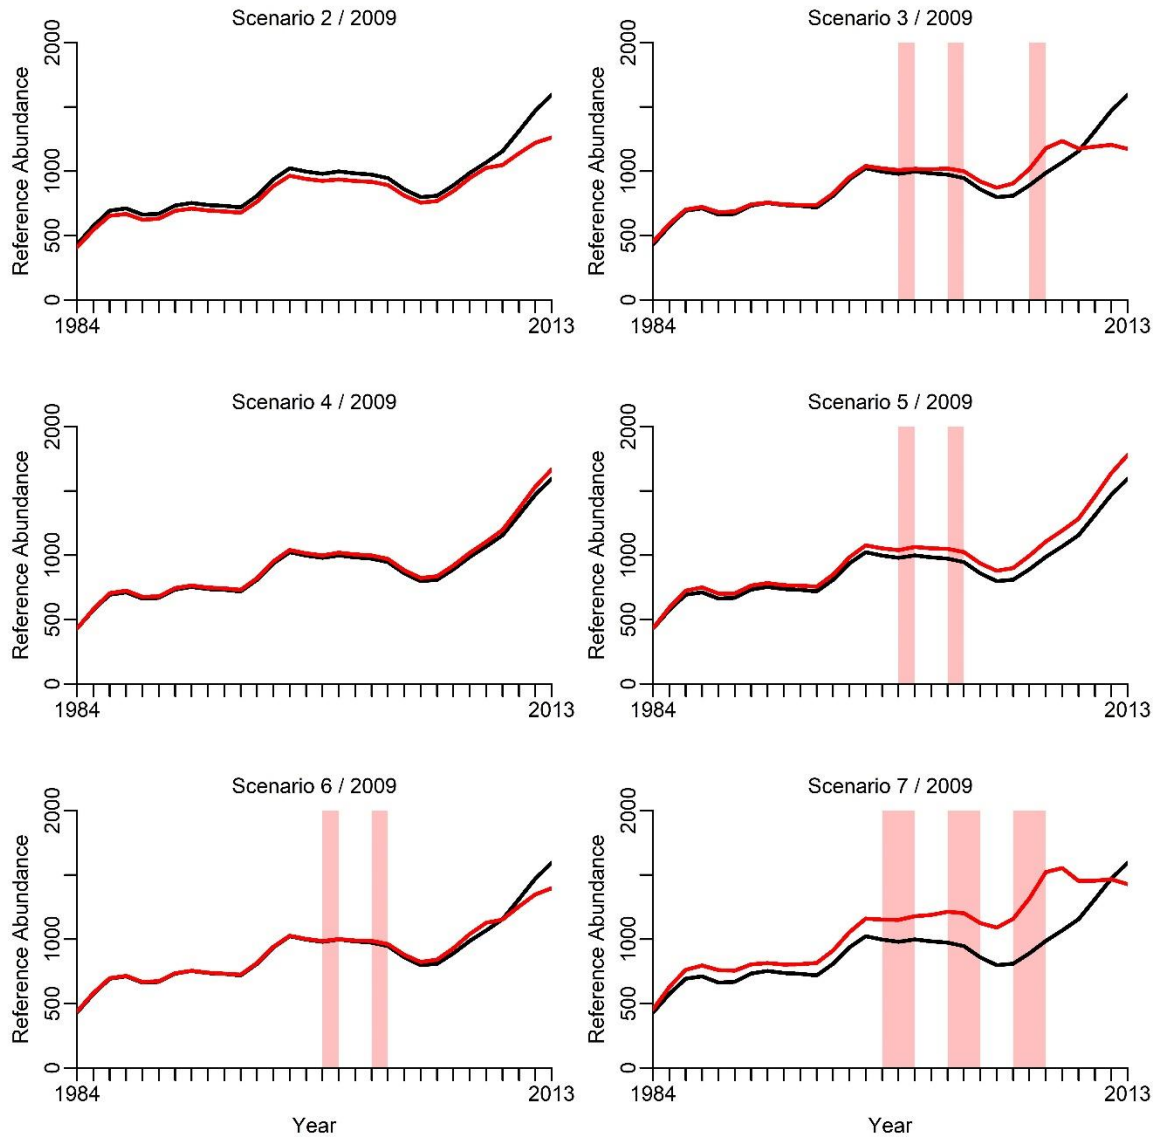 Scenario 2 / 2009
Reference Abundance
0
500
1000
2000
1984
2013
Scenario 3 / 2009
Reference Abundance
0
500
1000
2000
1984
2013
Scenario 4 / 2009
Reference Abundance
0
500
1000
2000
1984
2013
Scenario 5 / 2009
Reference Abundance
0
500
1000
2000
1984
2013
Scenario 6 / 2009
Reference Abundance
0
500
1000
2000
1984
2013
Year
Scenario 7 / 2009
Reference Abundance
0
500
1000
2000
1984
2013
Year